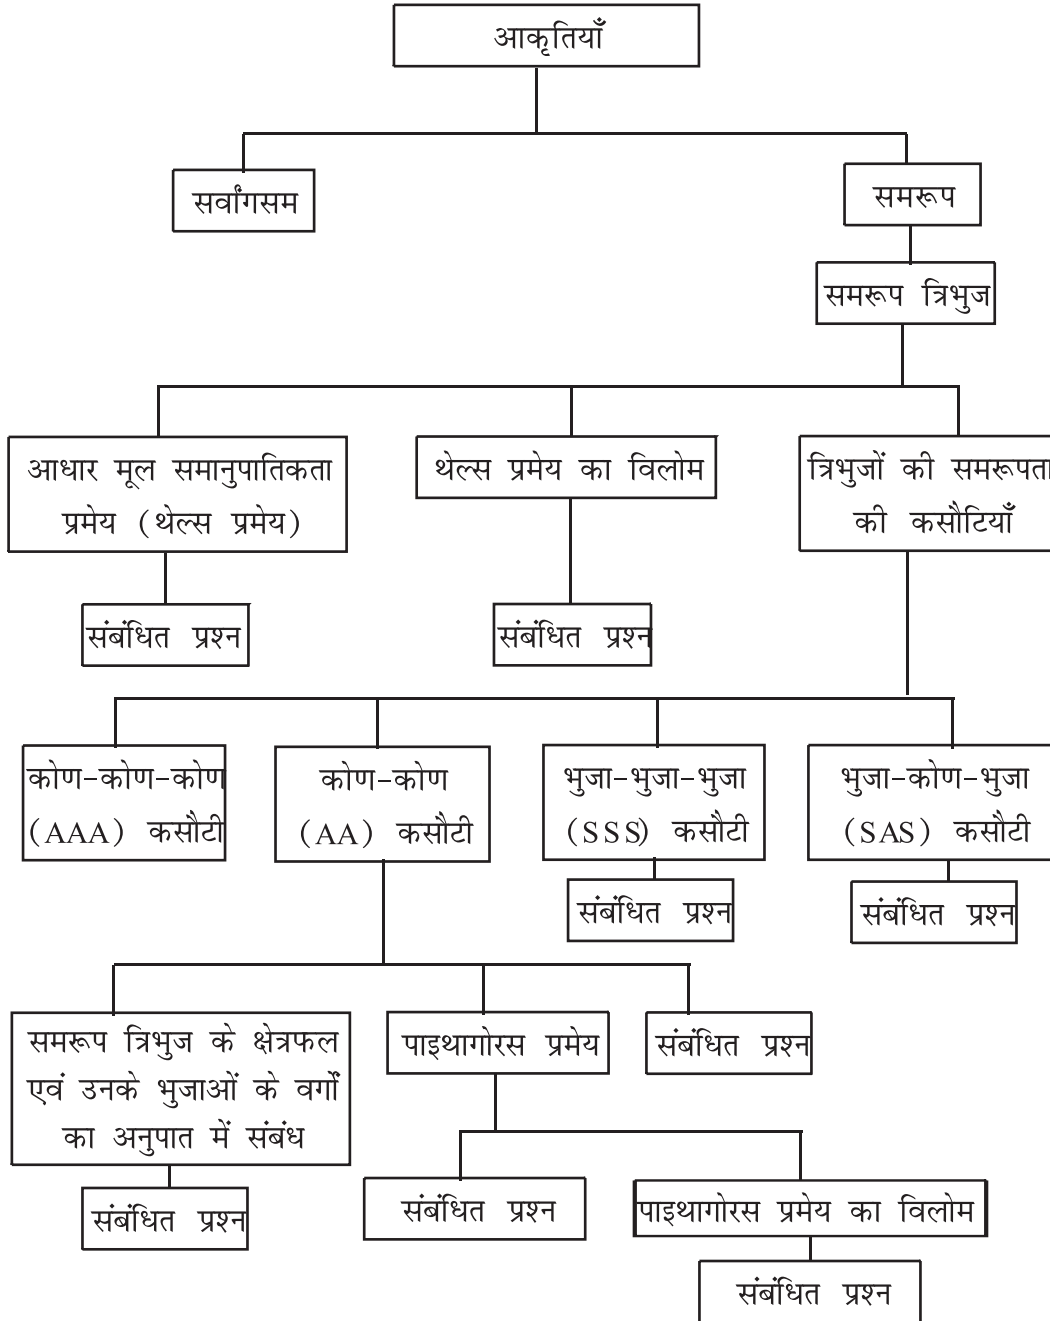 आकृतियाँ
सर्वांगसम
समरूप
समरूप त्रिभुज
आधार मूल समानुपातिकता
प्रमेय (थेल्स प्रमेय)
थेल्स प्रमेय का विलोम
त्रिभुजों की समरूपता
की कसौटियाँ
संबंधित प्रश्न
संबंधित प्रश्न
कोण-कोण-कोण
(AAA) कसौटी
कोण-कोण
(AA) कसौटी
भुजा-भुजा-भुजा
(SSS) कसौटी
भुजा-कोण-भुजा
(SAS) कसौटी
संबंधित प्रश्न
संबंधित प्रश्न
समरूप त्रिभुज के क्षेत्रफल
एवं उनके भुजाओं के वर्गों
का अनुपात में संबंध
पाइथागोरस प्रमेय
संबंधित प्रश्न
संबंधित प्रश्न
संबंधित प्रश्न
पाइथागोरस प्रमेय का विलोम
संबंधित प्रश्न